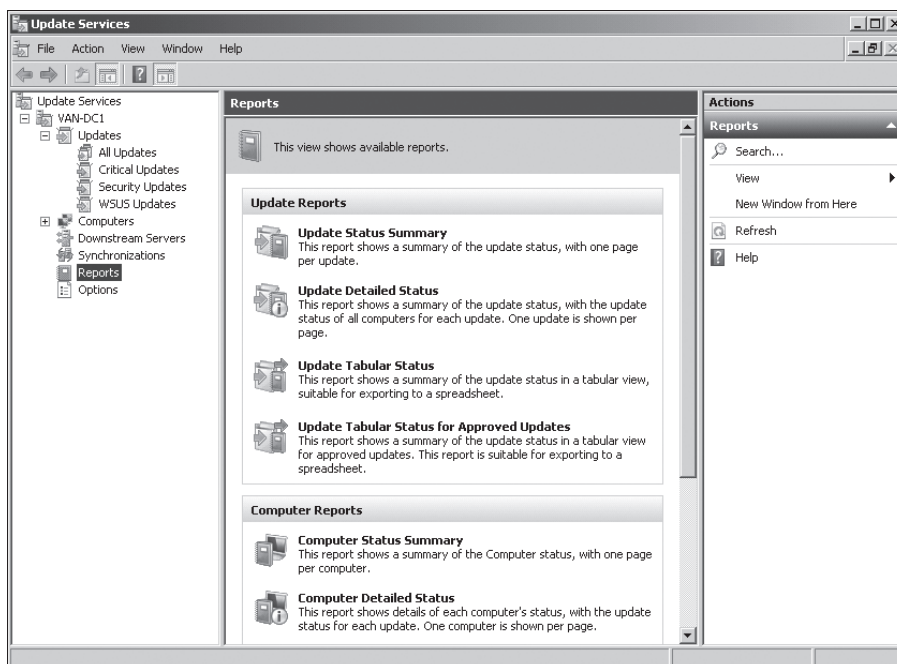 Update Services
File Action View Window Help
Update Services
VAN-DC1
Updates
All Updates
Critical Updates
Security Updates
WSUS Updates
Computers
Downstream Servers
Synchronizations
Reports
Options
Reports
This view shows available reports.
Update Reports
Update Status Summary
This report shows a summary of the update status, with one page
per update.
Update Detailed Status
This report shows a summary of the update status, with the update
status of all computers for each update. One update is shown per
page.
Update Tabular Status
This report shows a summary of the update status in a tabular view,
suitable for exporting to a spreadsheet.
Update Tabular Status for Approved Updates
This report shows a summary of the update status in a tabular view
for approved updates. This report is suitable for exporting to a
spreadsheet.
Computer Reports
Computer Status Summary
This report shows a summary of the Computer status, with one page
per computer.
Computer Detailed Status
This report shows details of each computer's status, with the update
status for each update. One computer is shown per page.
Actions
Reports
Search...
View
New Window from Here
Refresh
Help